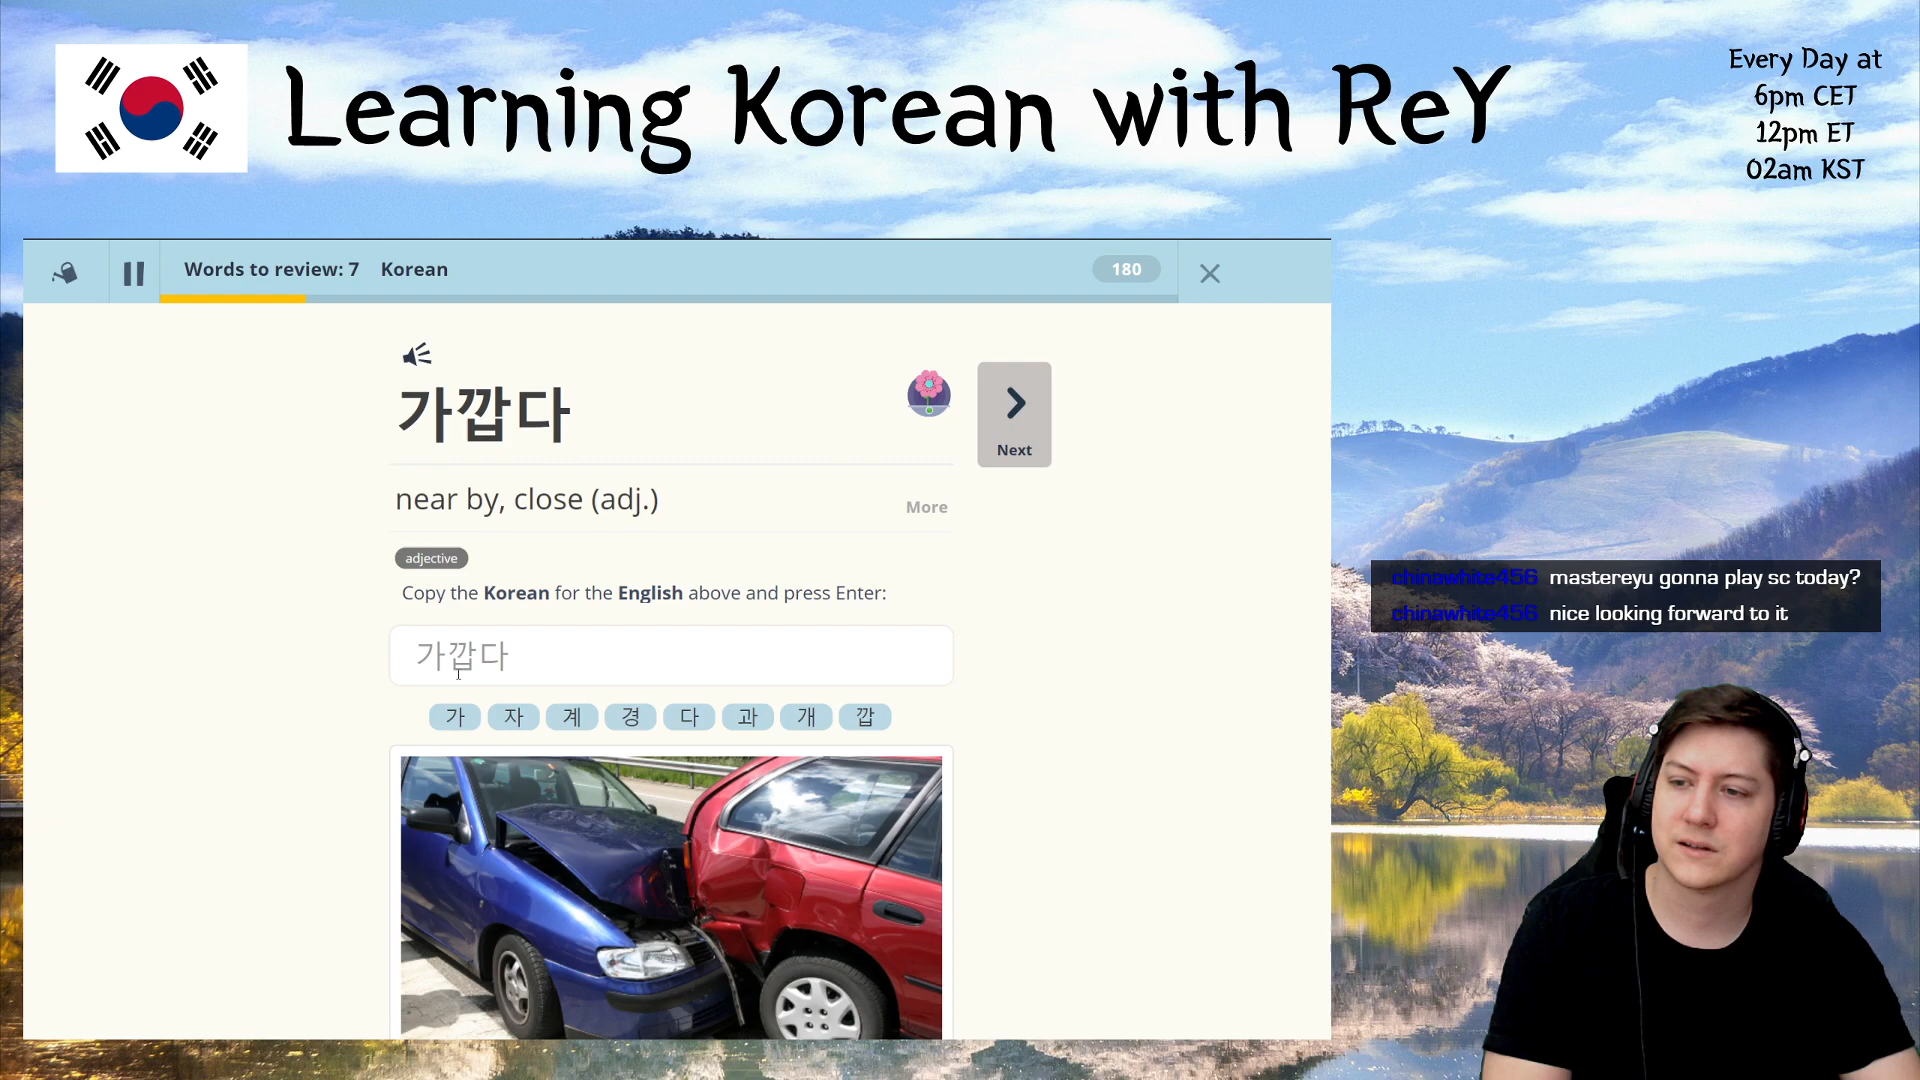 Learning Korean with ReY
Every Day at
6pm CET
12pm ET
02am KST
Words to review: 7 Korean
180
가깝다
Next
near by, close (adj.)
More
adjective
Copy the Korean for the English above and press Enter:
가깝다
가 자 계 경 다 과 개 깝
chinawhite456 mastereyu gonna play sc today?
chinawhite456 nice looking forward to it